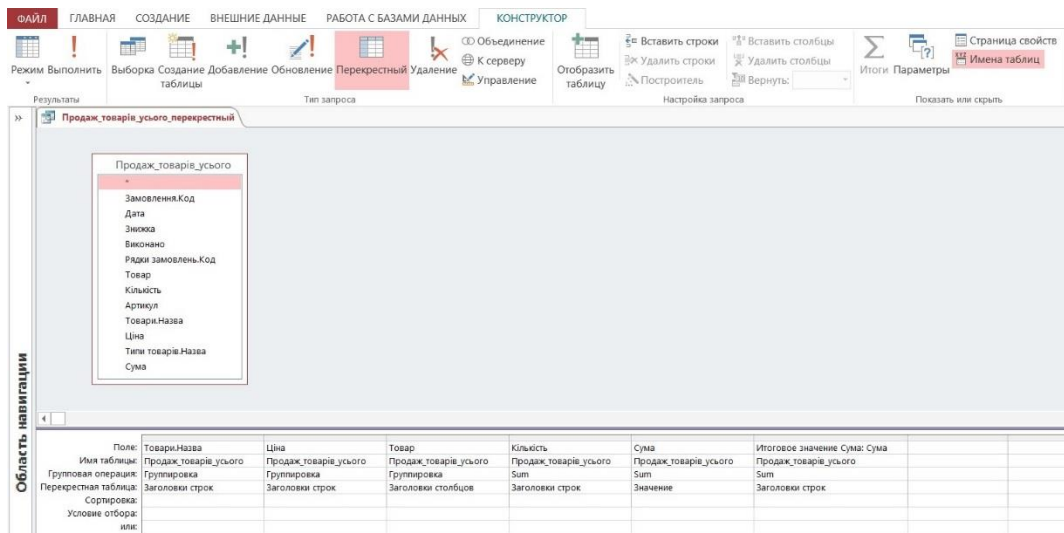 ФАЙЛ ГЛАВНАЯ СОЗДАНИЕ ВНЕШНИЕ ДАННЫЕ РАБОТА С БАЗАМИ ДАННЫХ КОНСТРУКТОР
Режим Выполнить Выборка Создание таблицы Добавление Обновление Перекрестный Удаление
Объединение
К серверу
Управление
Отобразить таблицу
Вставить строки
Удалить строки
Построитель
Вставить столбцы
Удалить столбцы
Вернуть:
Итоги Параметры
Страница свойств
Имена таблиц
Результаты Тип запроса Настройка запроса Показать или скрыть
Продаж_товарів_усього_перекрестный
Область навигации
Продаж_товарів_усього
*
Замовлення.Код
Дата
Знижка
Виконано
Рядки замовлень.Код
Товар
Кількість
Артикул
Товари.Назва
Ціна
Типи товарів.Назва
Сума
Поле: Товари.Назва Ціна Товар Кількість Сума Итоговое значение Сума: Сума
Имя таблицы: Продаж_товарів_усього Продаж_товарів_усього Продаж_товарів_усього Продаж_товарів_усього Продаж_товарів_усього Продаж_товарів_усього
Групповая операция: Группировка Группировка Группировка Sum Sum Sum
Перекрестная таблица: Заголовки строк Заголовки строк Заголовки столбцов Заголовки строк Значение Заголовки строк
Сортировка:
Условие отбора:
или: